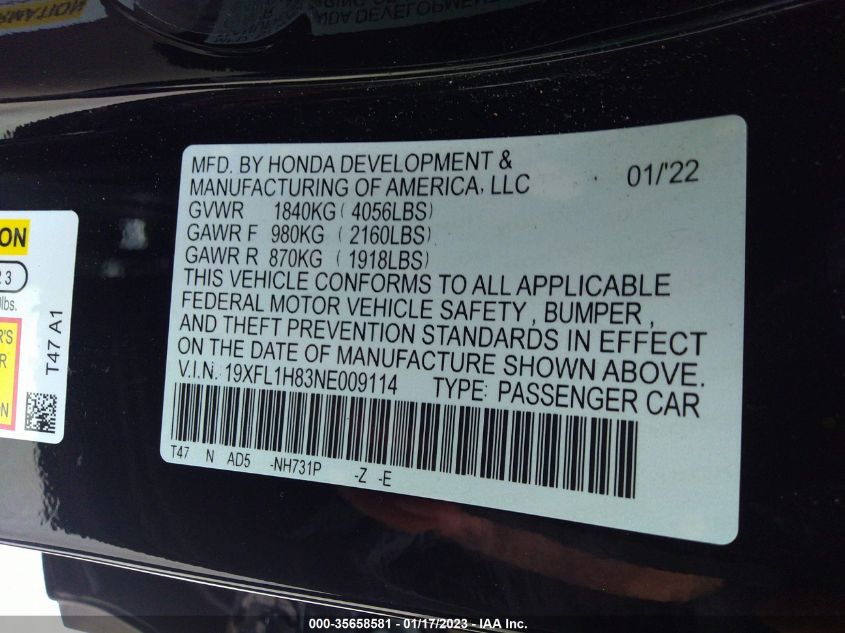 MFD. BY HONDA DEVELOPMENT &
MANUFACTURING OF AMERICA, LLC 01/'22
GVWR 1840KG ( 4056LBS)
GAWR F 980KG ( 2160LBS)
GAWR R 870KG ( 1918LBS)
THIS VEHICLE CONFORMS TO ALL APPLICABLE
FEDERAL MOTOR VEHICLE SAFETY, BUMPER,
AND THEFT PREVENTION STANDARDS IN EFFECT
ON THE DATE OF MANUFACTURE SHOWN ABOVE.
V.I.N. 19XFL1H83NE009114 TYPE: PASSENGER CAR
T47 N AD5 -NH731P -Z -E
T47 A1
000-35658581 - 01/17/2023 - IAA Inc.